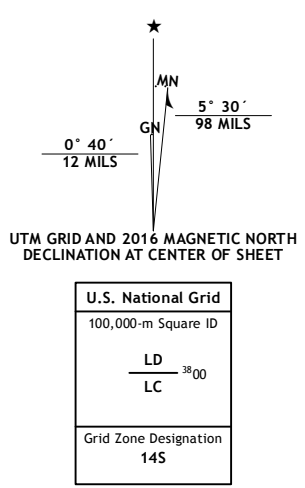 ★
MN
5° 30´
98 MILS
GN
0° 40´
12 MILS
UTM GRID AND 2016 MAGNETIC NORTH
DECLINATION AT CENTER OF SHEET
U.S. National Grid
100,000-m Square ID
LD
³⁸00
LC
Grid Zone Designation
14S